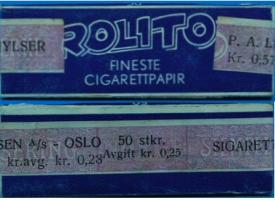 YLSER
ROLITO
P. A. L
FINESTE
Kr. 0,5
CIGARETTPAPIR
SEN A/s - OSLO 50 stkr. SIGARETT
kr.avg. kr. 0,23 Avgift kr. 0,25